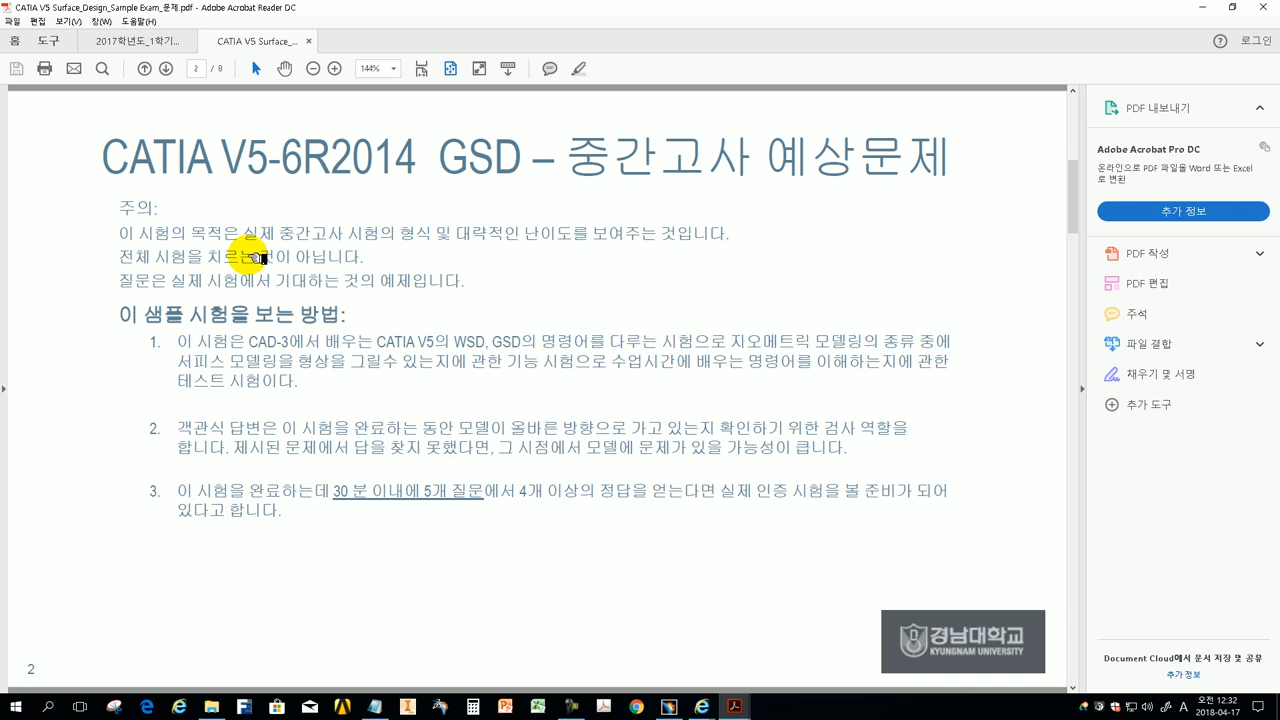 CATIA V5 Surface_Design_Sample Exam_문제.pdf - Adobe Acrobat Reader DC
파일 편집 보기(V) 창(W) 도움말(H)
홈 도구 2017학년도_1학기... CATIA V5 Surface_... × 로그인
2 / 8 144%
CATIA V5-6R2014 GSD – 중간고사 예상문제
주의:
이 시험의 목적은 실제 중간고사 시험의 형식 및 대략적인 난이도를 보여주는 것입니다.
전체 시험을 치르는 것이 아닙니다.
질문은 실제 시험에서 기대하는 것의 예제입니다.
이 샘플 시험을 보는 방법:
1. 이 시험은 CAD-3에서 배우는 CATIA V5의 WSD, GSD의 명령어를 다루는 시험으로 지오메트릭 모델링의 종류 중에
서피스 모델링을 형상을 그릴수 있는지에 관한 기능 시험으로 수업시간에 배우는 명령어를 이해하는지에 관한
테스트 시험이다.
2. 객관식 답변은 이 시험을 완료하는 동안 모델이 올바른 방향으로 가고 있는지 확인하기 위한 검사 역할을
합니다. 제시된 문제에서 답을 찾지 못했다면, 그 시점에서 모델에 문제가 있을 가능성이 큽니다.
3. 이 시험을 완료하는데 30 분 이내에 5개 질문에서 4개 이상의 정답을 얻는다면 실제 인증 시험을 볼 준비가 되어
있다고 합니다.
경남대학교
KYUNGNAM UNIVERSITY
2
PDF 내보내기
Adobe Acrobat Pro DC
온라인으로 PDF 파일을 Word 또는 Excel
로 변환
추가 정보
PDF 작성
PDF 편집
주석
파일 결합
채우기 및 서명
추가 도구
Document Cloud에서 문서 저장 및 공유
추가 정보
A 오전 12:32
2018-04-17